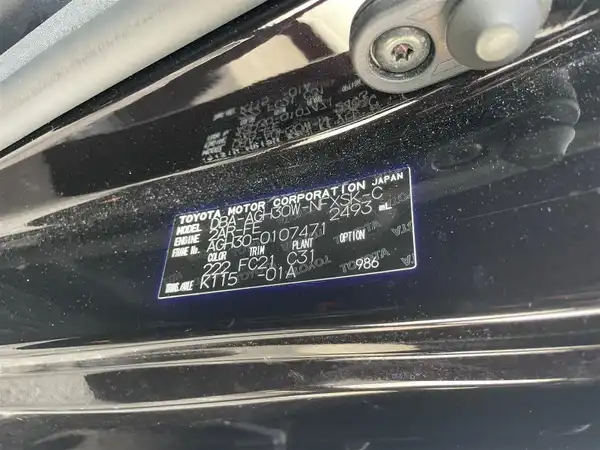 TOYOTA MOTOR CORPORATION JAPAN
MODEL DBA-AGH30W-NFXSK-C
ENGINE 2AR-FE 2493 mL
FRAME No. AGH30-0107471
COLOR TRIM PLANT OPTION
222 FC21 C31
TRANS./AXLE K115 -01A 986